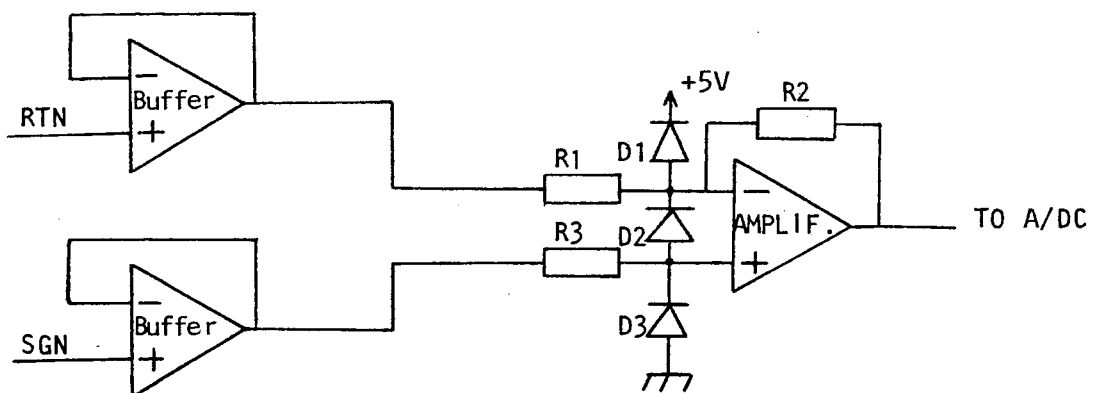 Buffer
RTN
+5V
R2
D1
R1
AMPLIF.
TO A/DC
D2
R3
Buffer
D3
SGN